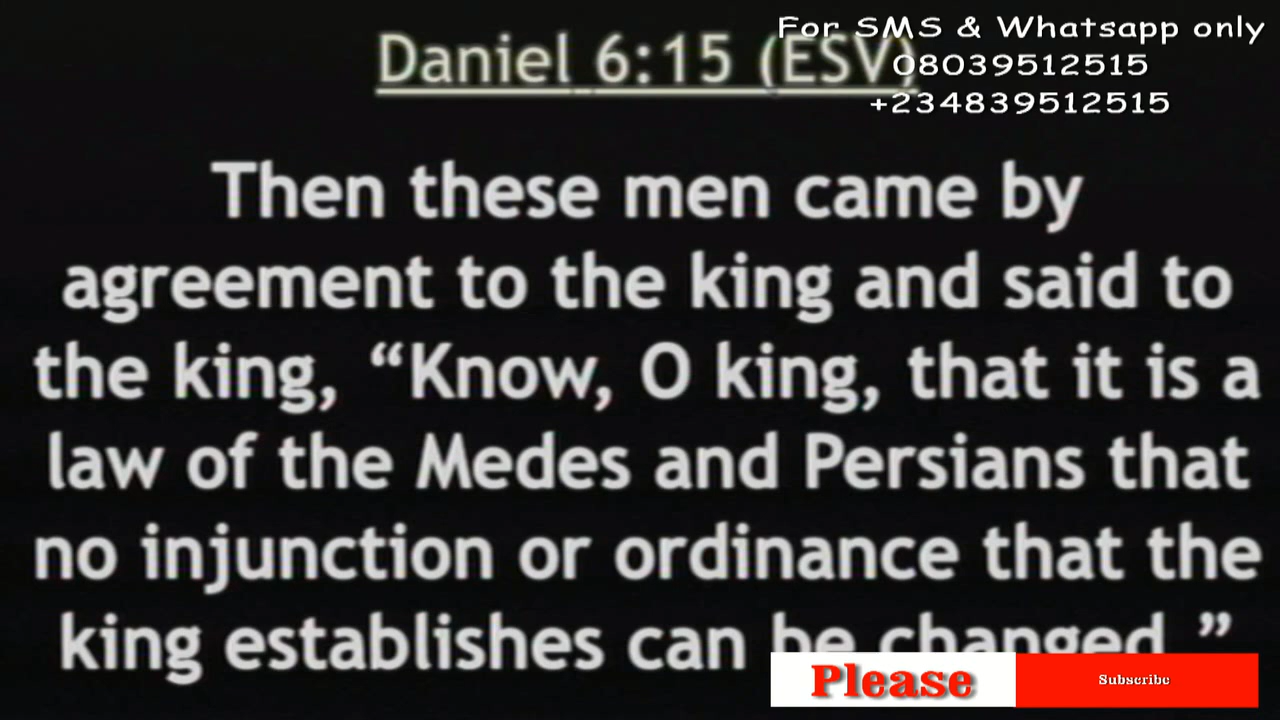 For SMS & Whatsapp only
08039512515
+234839512515
Daniel 6:15 (ESV)
Then these men came by
agreement to the king and said to
the king, “Know, O king, that it is a
law of the Medes and Persians that
no injunction or ordinance that the
king establishes can be changed.”
Please
Subscribe